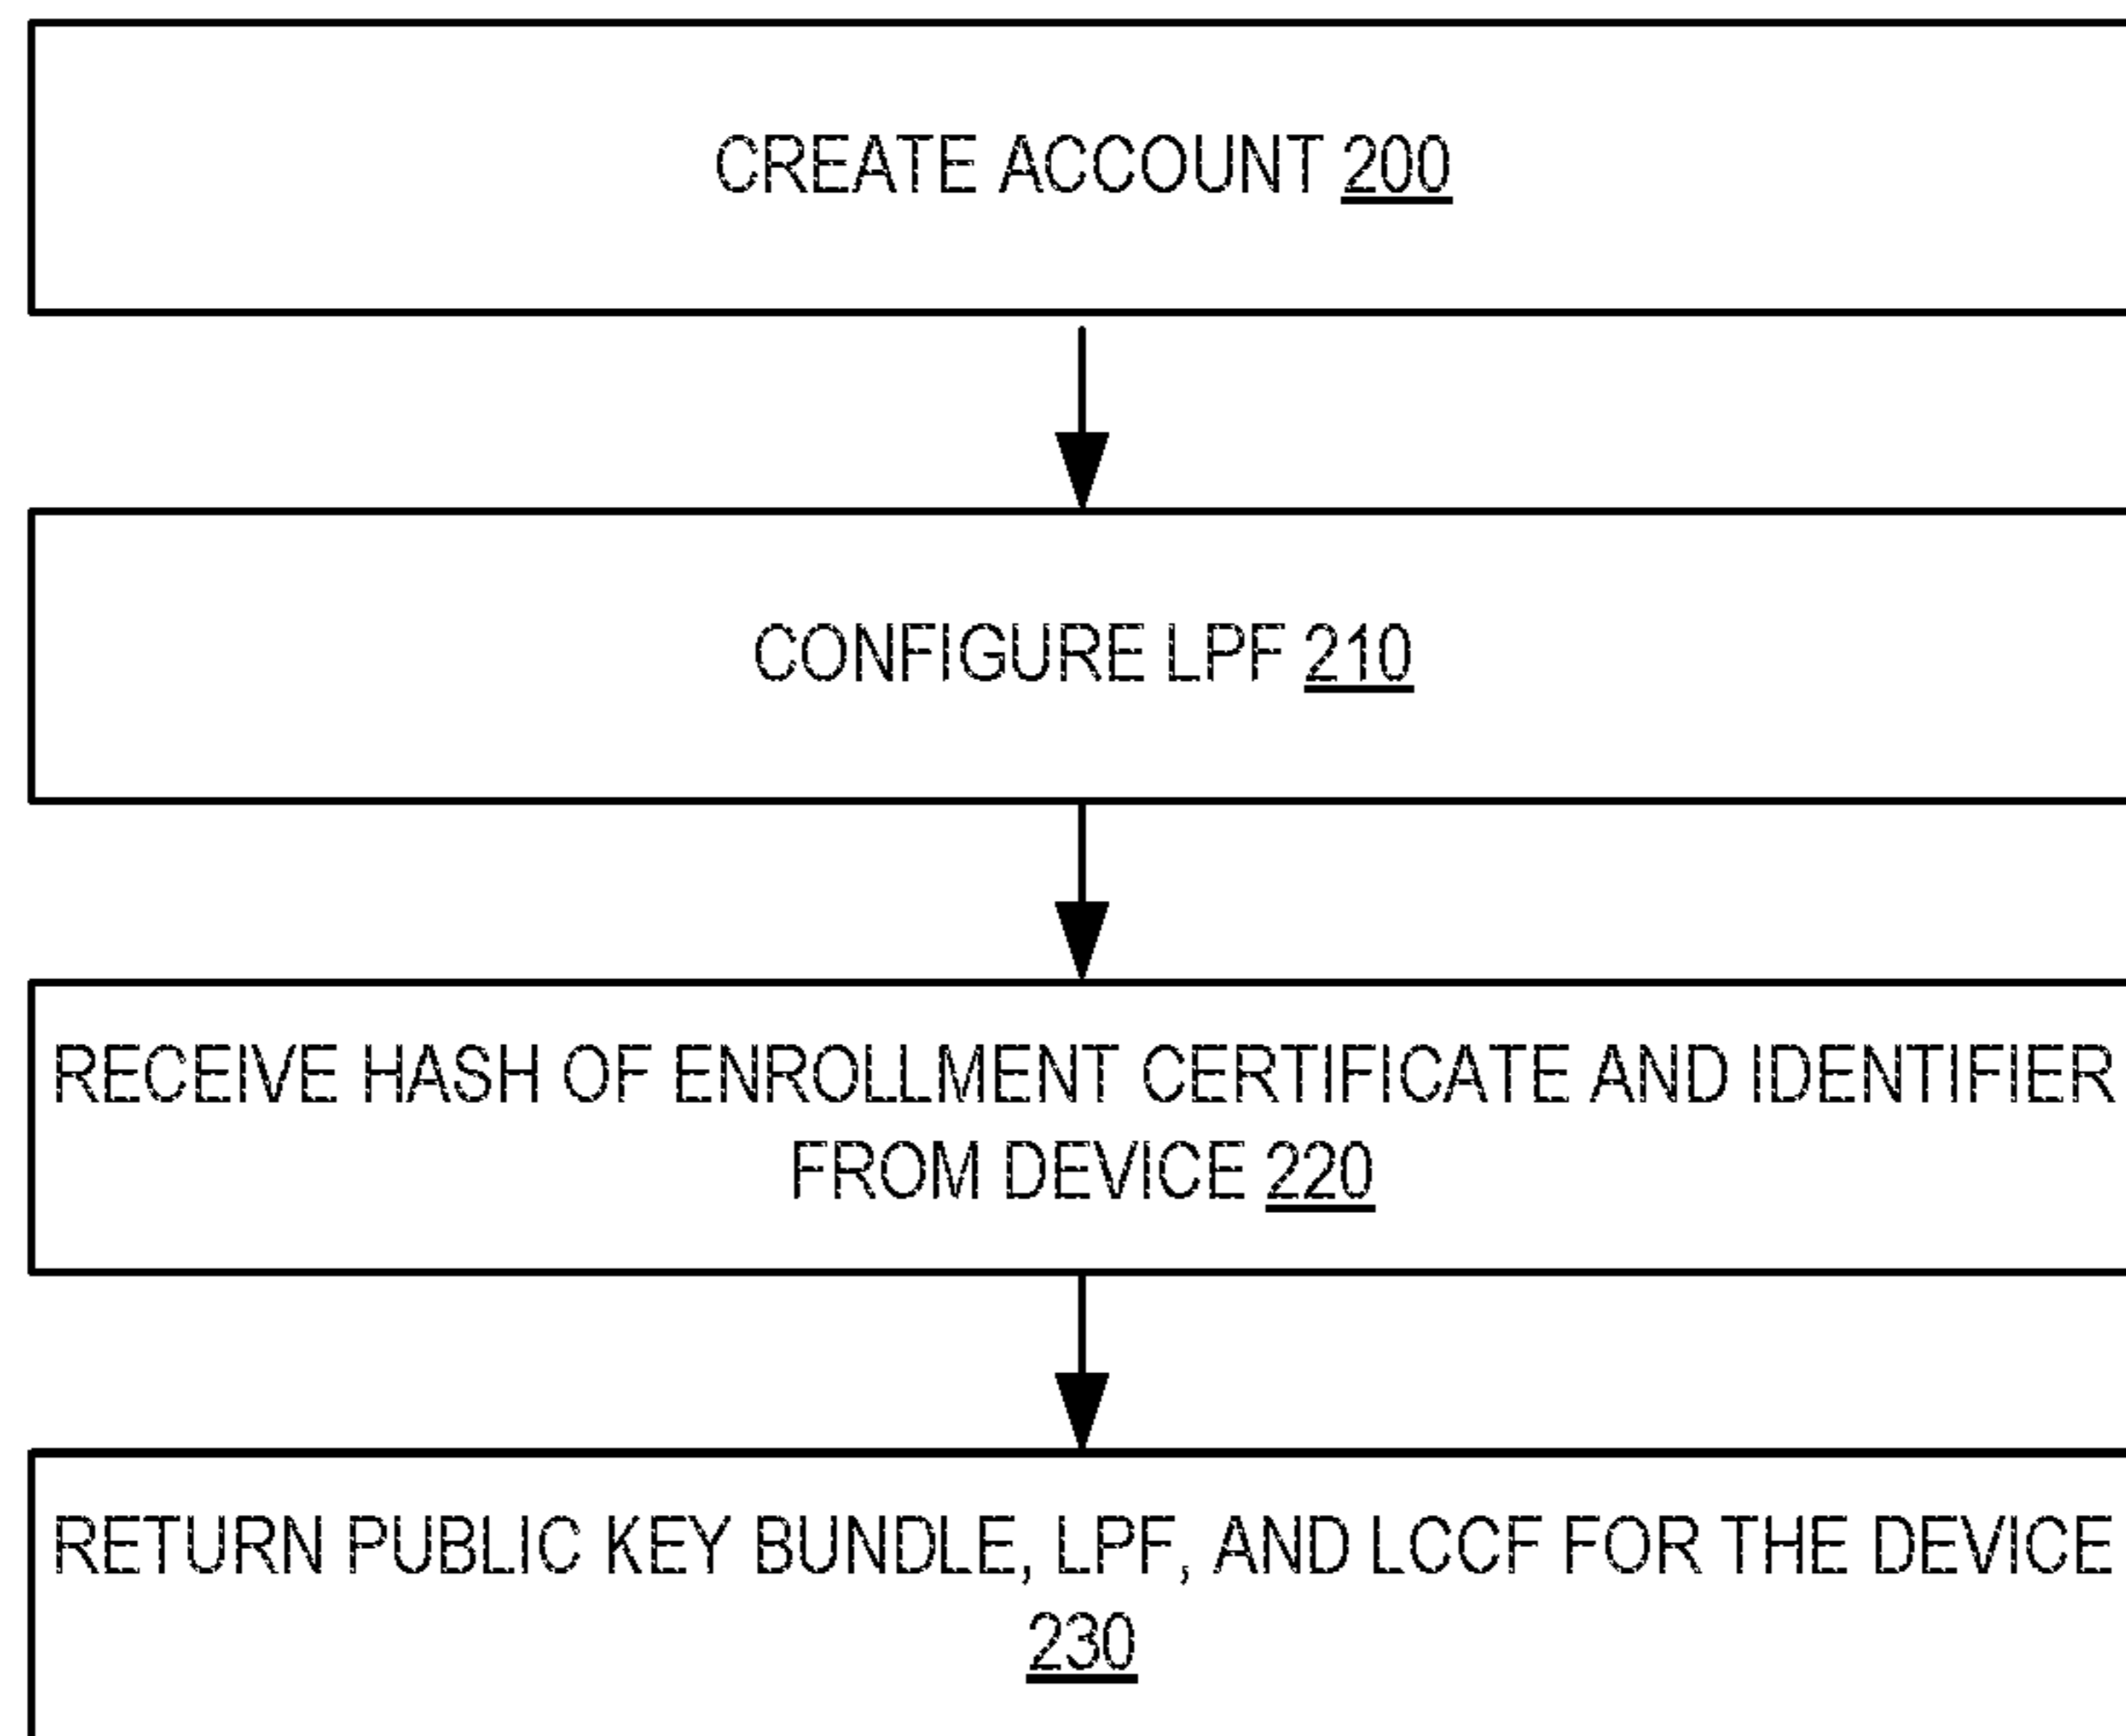 CREATE ACCOUNT 200
CONFIGURE LPF 210
RECEIVE HASH OF ENROLLMENT CERTIFICATE AND IDENTIFIER
FROM DEVICE 220
RETURN PUBLIC KEY BUNDLE, LPF, AND LCCF FOR THE DEVICE
230